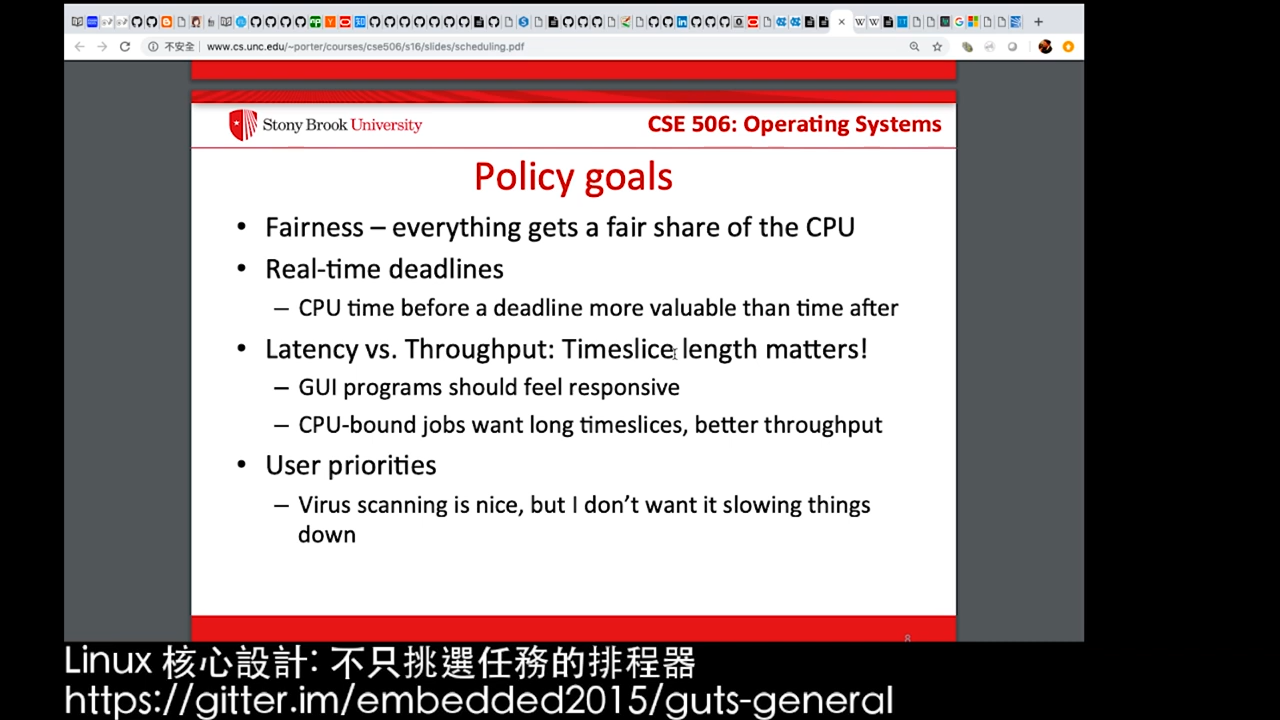 不安全
www.cs.unc.edu/~porter/courses/cse506/s16/slides/scheduling.pdf
Stony Brook University
CSE 506: Operating Systems
Policy goals
• Fairness – everything gets a fair share of the CPU
• Real-time deadlines
– CPU time before a deadline more valuable than time after
• Latency vs. Throughput: Timeslice length matters!
– GUI programs should feel responsive
– CPU-bound jobs want long timeslices, better throughput
• User priorities
– Virus scanning is nice, but I don’t want it slowing things
down
8
Linux 核心設計: 不只挑選任務的排程器
https://gitter.im/embedded2015/guts-general